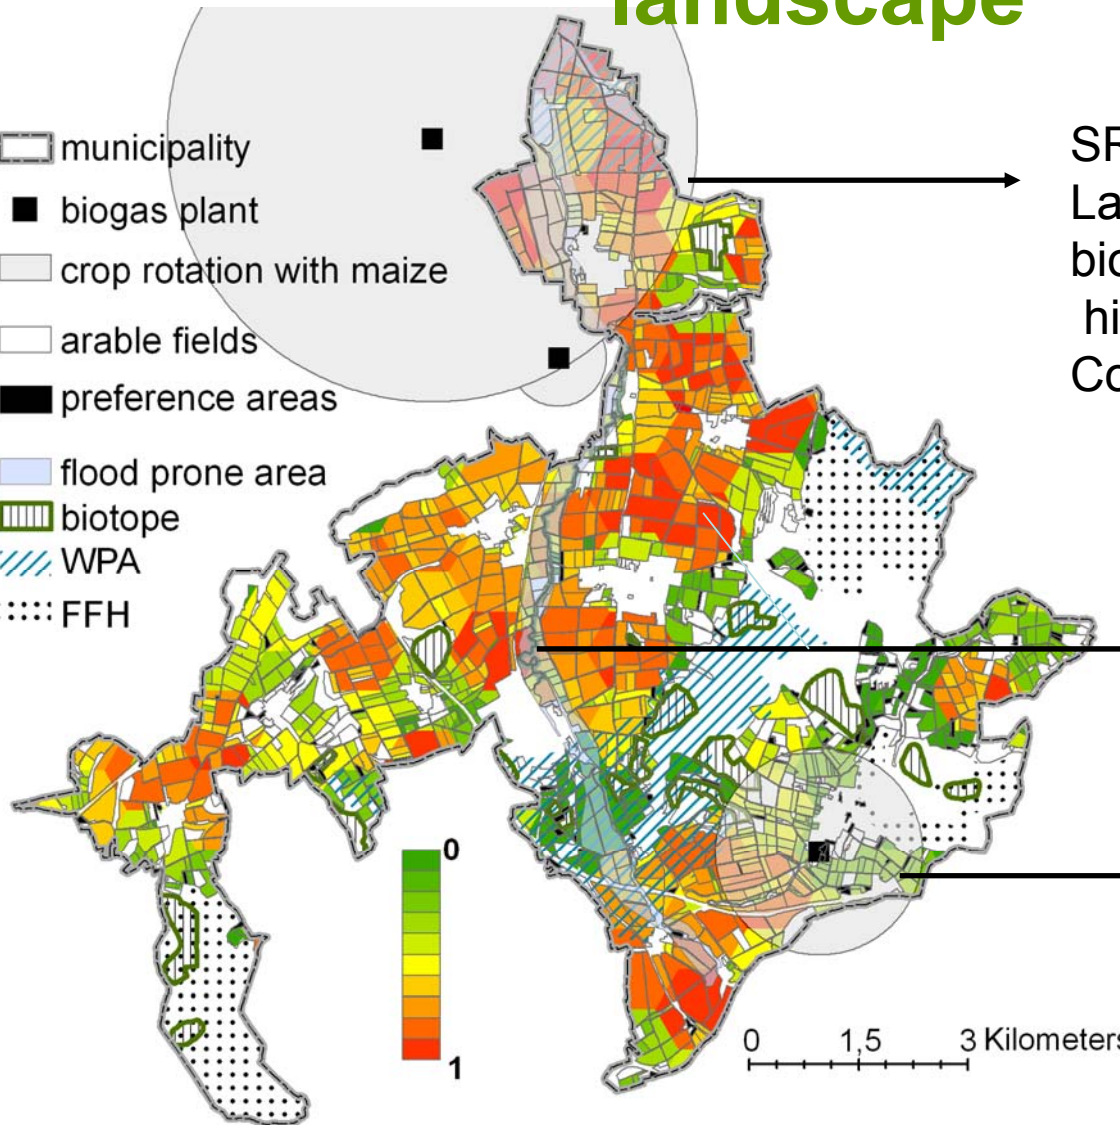 landscape
municipality
biogas plant
crop rotation with maize
arable fields
preference areas
flood prone area
biotope
WPA
FFH
SR
La
bio
hi
Co
0
1
0 1,5 3 Kilometers